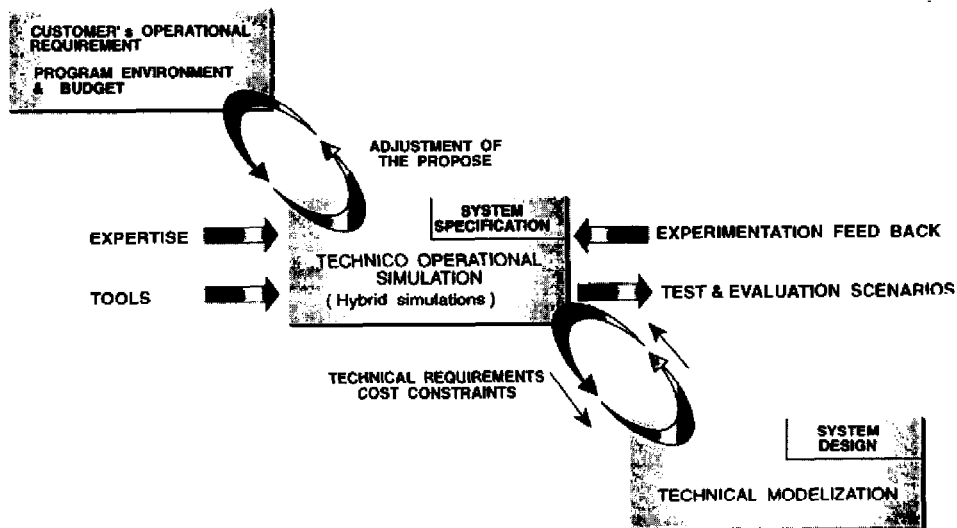 CUSTOMER's OPERATIONAL
REQUIREMENT
PROGRAM ENVIRONMENT
& BUDGET
ADJUSTMENT OF
THE PROPOSE
SYSTEM
SPECIFICATION
EXPERTISE
EXPERIMENTATION FEED BACK
TECHNICO OPERATIONAL
SIMULATION
( Hybrid simulations )
TOOLS
TEST & EVALUATION SCENARIOS
TECHNICAL REQUIREMENTS
COST CONSTRAINTS
SYSTEM
DESIGN
TECHNICAL MODELIZATION